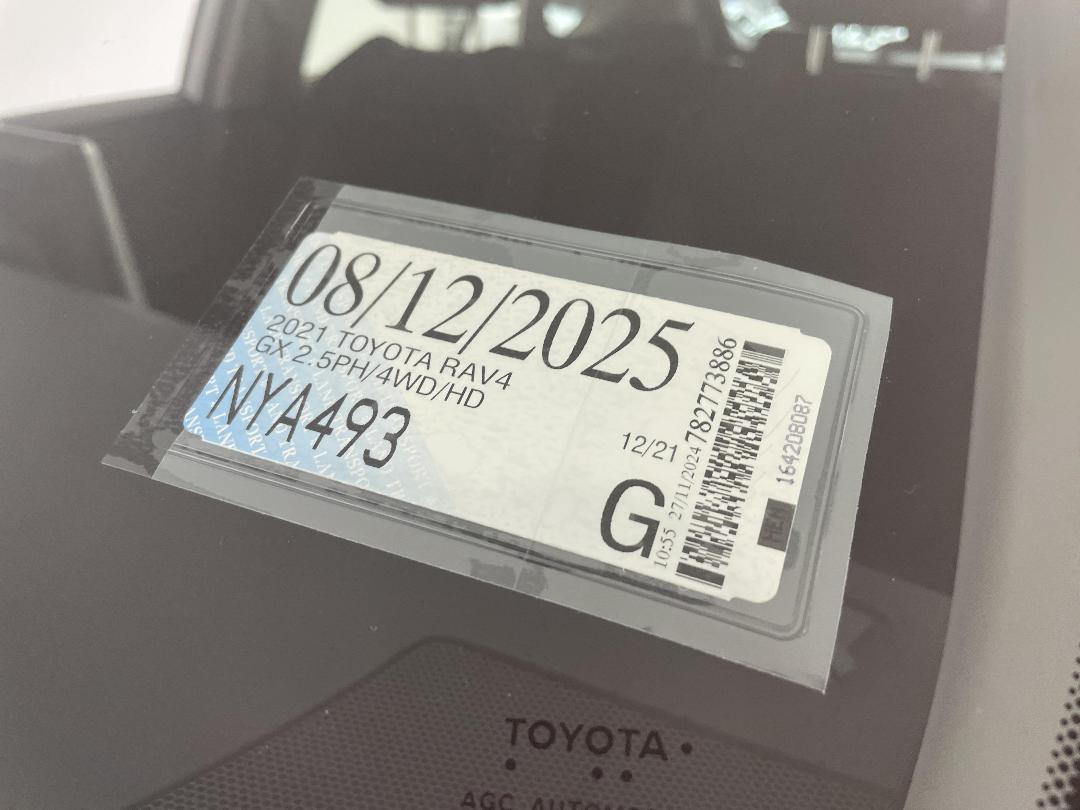 08/12/2025
2021 TOYOTA RAV4
GX 2.5PH/4WD/HD
NYA493
12/21
G
10:55 27/11/2024 782773886
164208087
TOYOTA
AGC